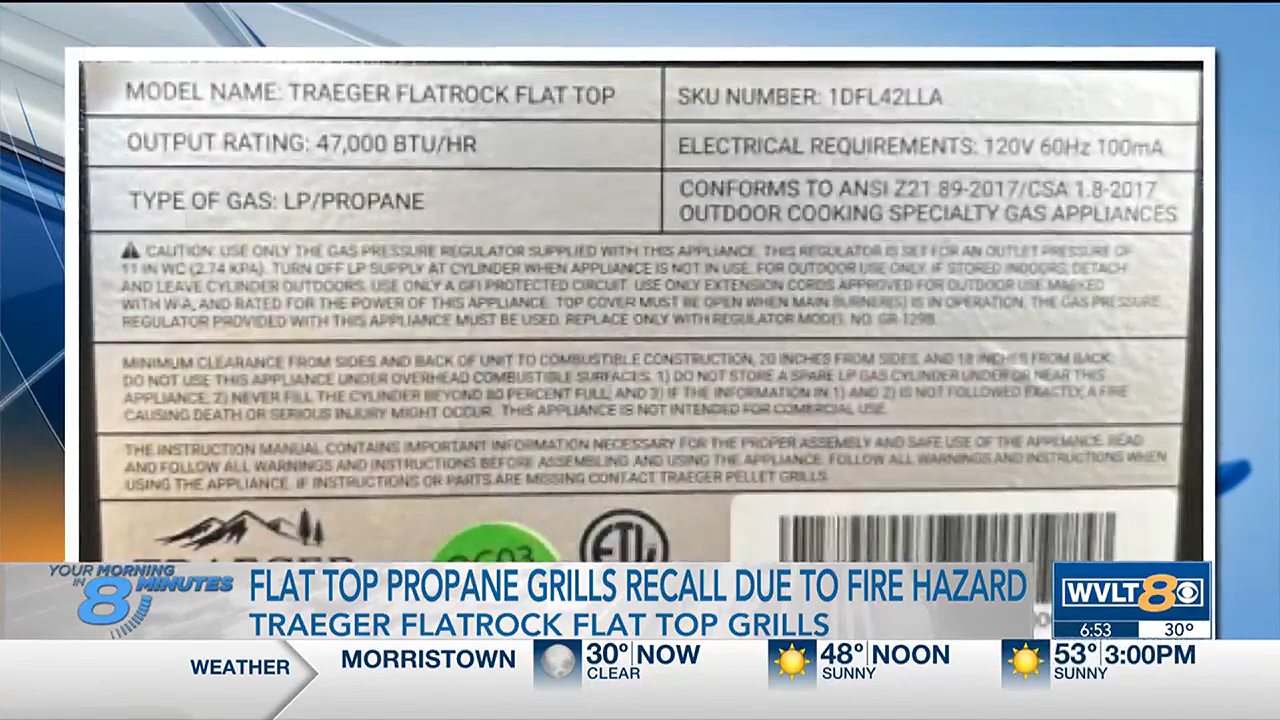 MODEL NAME: TRAEGER FLATROCK FLAT TOP
SKU NUMBER: 1DFL42LLA
OUTPUT RATING: 47,000 BTU/HR
ELECTRICAL REQUIREMENTS: 120V 60Hz 100mA
TYPE OF GAS: LP/PROPANE
CONFORMS TO ANSI Z21 89-2017/CSA 1.8-2017
OUTDOOR COOKING SPECIALTY GAS APPLIANCES
CAUTION: USE ONLY THE GAS PRESSURE REGULATOR SUPPLIED WITH THIS APPLIANCE. THIS REGULATOR IS SET FOR AN OUTLET PRESSURE OF
11 IN WC (2.74 KPA). TURN OFF LP SUPPLY AT CYLINDER WHEN APPLIANCE IS NOT IN USE. FOR OUTDOOR USE ONLY. IF STORED INDOORS, DETACH
AND LEAVE CYLINDER OUTDOORS. USE ONLY A GFI PROTECTED CIRCUIT. USE ONLY EXTENSION CORDS APPROVED FOR OUTDOOR USE, MARKED
WITH W-A, AND RATED FOR THE POWER OF THIS APPLIANCE. TOP COVER MUST BE OPEN WHEN MAIN BURNER(S) IS IN OPERATION. THE GAS PRESSURE
REGULATOR PROVIDED WITH THIS APPLIANCE MUST BE USED. REPLACE ONLY WITH REGULATOR MODEL NO. GR-129B
MINIMUM CLEARANCE FROM SIDES AND BACK OF UNIT TO COMBUSTIBLE CONSTRUCTION, 20 INCHES FROM SIDES, AND 18 INCHES FROM BACK.
DO NOT USE THIS APPLIANCE UNDER OVERHEAD COMBUSTIBLE SURFACES. 1) DO NOT STORE A SPARE LP GAS CYLINDER UNDER OR NEAR THIS
APPLIANCE; 2) NEVER FILL THE CYLINDER BEYOND 80 PERCENT FULL; AND 3) IF THE INFORMATION IN 1) AND 2) IS NOT FOLLOWED EXACTLY, A FIRE
CAUSING DEATH OR SERIOUS INJURY MIGHT OCCUR. THIS APPLIANCE IS NOT INTENDED FOR COMERCIAL USE.
THE INSTRUCTION MANUAL CONTAINS IMPORTANT INFORMATION NECESSARY FOR THE PROPER ASSEMBLY AND SAFE USE OF THE APPLIANCE. READ
AND FOLLOW ALL WARNINGS AND INSTRUCTIONS BEFORE ASSEMBLING AND USING THE APPLIANCE. FOLLOW ALL WARNINGS AND INSTRUCTIONS WHEN
USING THE APPLIANCE. IF INSTRUCTIONS OR PARTS ARE MISSING CONTACT TRAEGER PELLET GRILLS.
TRAEGER
QC03
ETL
YOUR MORNING
IN 8 MINUTES
FLAT TOP PROPANE GRILLS RECALL DUE TO FIRE HAZARD
TRAEGER FLATROCK FLAT TOP GRILLS
WVLT 8
6:53 30°
WEATHER
MORRISTOWN
30° NOW
CLEAR
48° NOON
SUNNY
53° 3:00PM
SUNNY